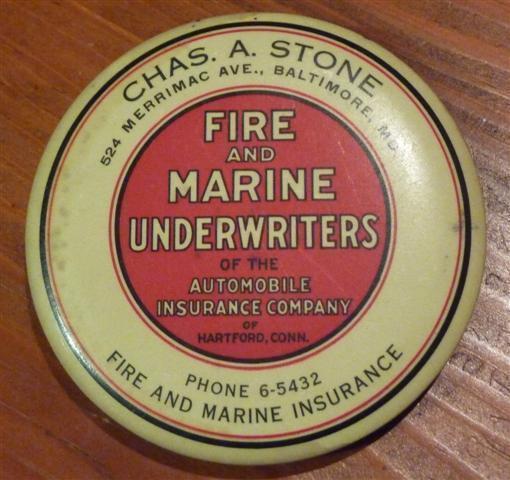 CHAS. A. STONE
524 MERRIMAC AVE., BALTIMORE, MD.
FIRE
AND
MARINE
UNDERWRITERS
OF THE
AUTOMOBILE
INSURANCE COMPANY
OF
HARTFORD, CONN.
PHONE 6-5432
FIRE AND MARINE INSURANCE